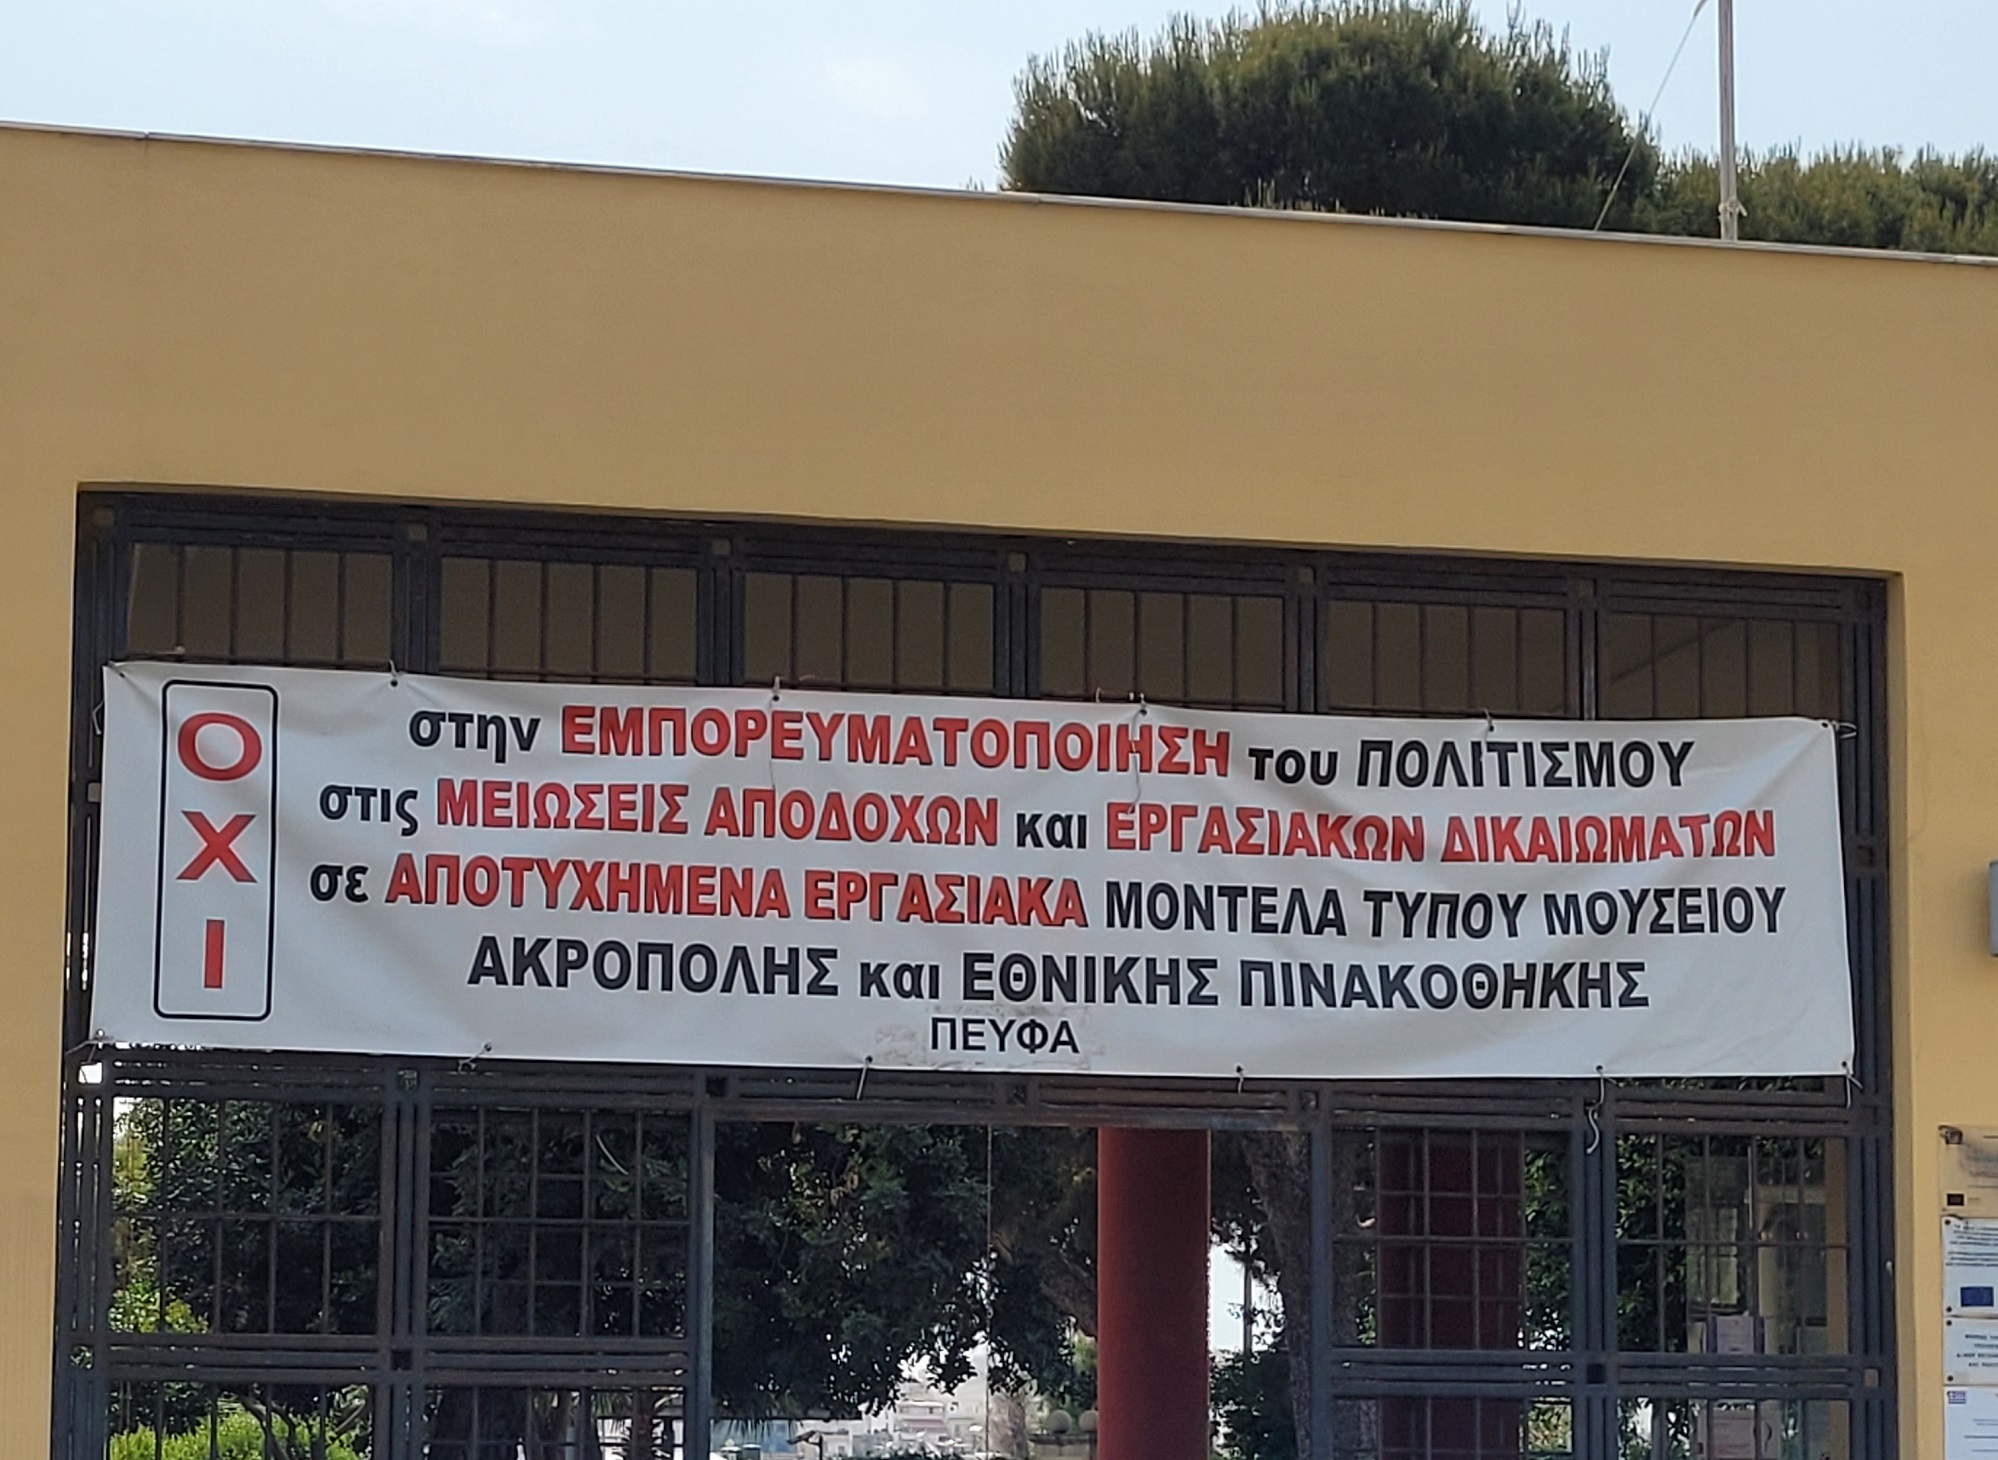 ΟΧΙ
στην ΕΜΠΟΡΕΥΜΑΤΟΠΟΙΗΣΗ του ΠΟΛΙΤΙΣΜΟΥ
στις ΜΕΙΩΣΕΙΣ ΑΠΟΔΟΧΩΝ και ΕΡΓΑΣΙΑΚΩΝ ΔΙΚΑΙΩΜΑΤΩΝ
σε ΑΠΟΤΥΧΗΜΕΝΑ ΕΡΓΑΣΙΑΚΑ ΜΟΝΤΕΛΑ ΤΥΠΟΥ ΜΟΥΣΕΙΟΥ
ΑΚΡΟΠΟΛΗΣ και ΕΘΝΙΚΗΣ ΠΙΝΑΚΟΘΗΚΗΣ
ΠΕΥΦΑ